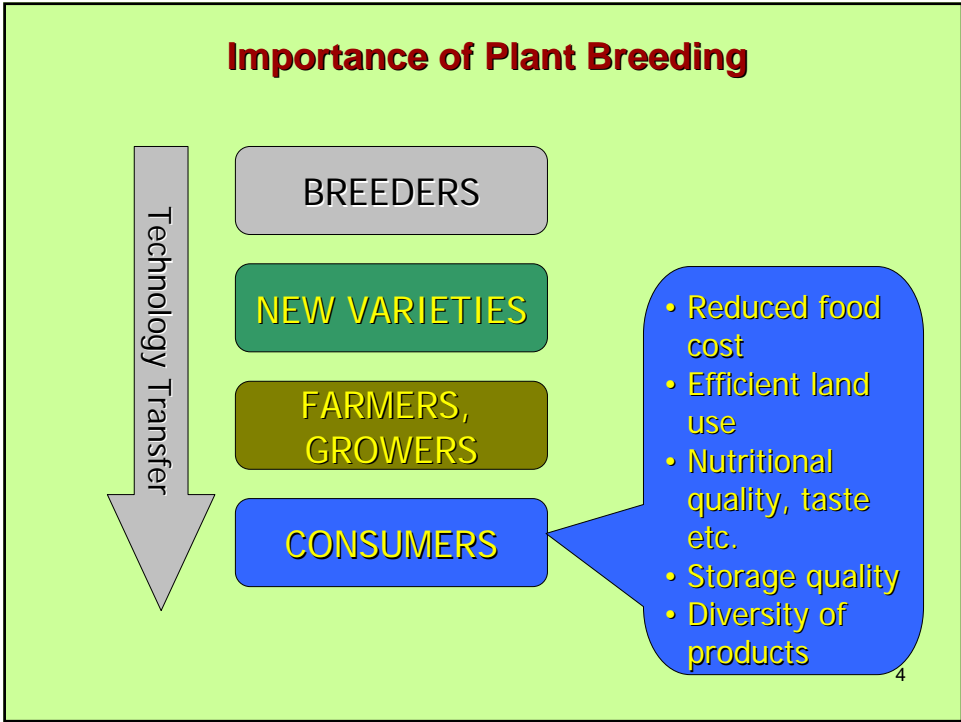 Importance of Plant Breeding
Technology Transfer
BREEDERS
NEW VARIETIES
FARMERS,
GROWERS
CONSUMERS
• Reduced food
cost
• Efficient land
use
• Nutritional
quality, taste
etc.
• Storage quality
• Diversity of
products
4